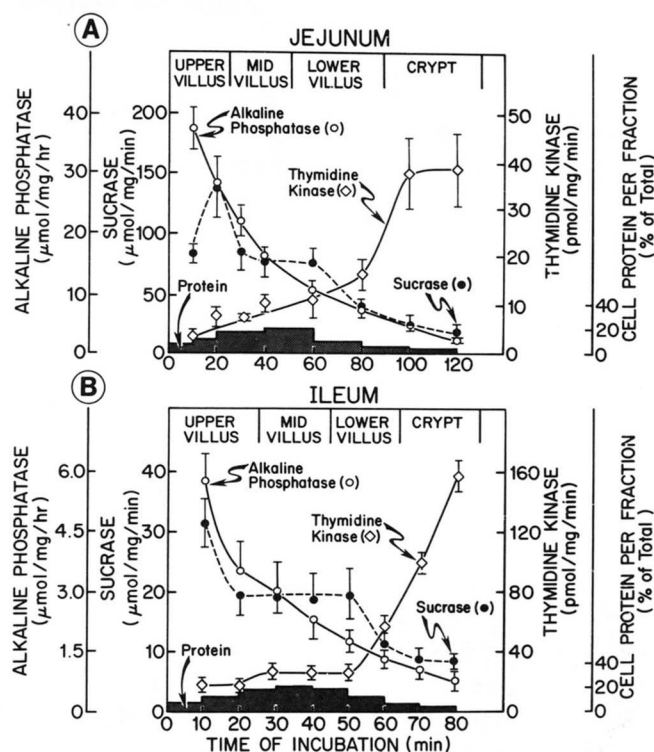 A
JEJUNUM
UPPER VILLUS
MID VILLUS
LOWER VILLUS
CRYPT
ALKALINE PHOSPHATASE
(μmol/mg/hr)
40
30
20
10
0
SUCRASE
(μmol/mg/min)
200
150
100
50
0
Alkaline
Phosphatase (○)
Thymidine
Kinase (◇)
Protein
Sucrase (●)
THYMIDINE KINASE
(pmol/mg/min)
50
40
30
20
10
0
CELL PROTEIN PER FRACTION
(% of Total)
40
20
0
0 20 40 60 80 100 120
B
ILEUM
UPPER VILLUS
MID VILLUS
LOWER VILLUS
CRYPT
ALKALINE PHOSPHATASE
(μmol/mg/hr)
6.0
4.5
3.0
1.5
0
SUCRASE
(μmol/mg/min)
40
30
20
10
0
Alkaline
Phosphatase (○)
Thymidine
Kinase (◇)
Protein
Sucrase (●)
THYMIDINE KINASE
(pmol/mg/min)
160
120
80
40
0
CELL PROTEIN PER FRACTION
(% of Total)
40
20
0
0 10 20 30 40 50 60 70 80
TIME OF INCUBATION (min)